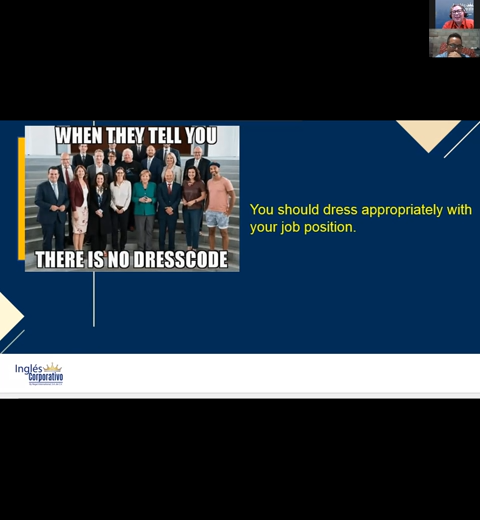 WHEN THEY TELL YOU
THERE IS NO DRESSCODE
You should dress appropriately with
your job position.
Inglés
Corporativo